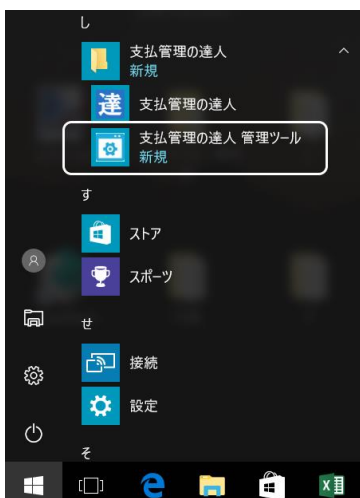 し
支払管理の達人
新規
達 支払管理の達人
支払管理の達人 管理ツール
新規
す
ストア
スポーツ
せ
接続
設定
そ